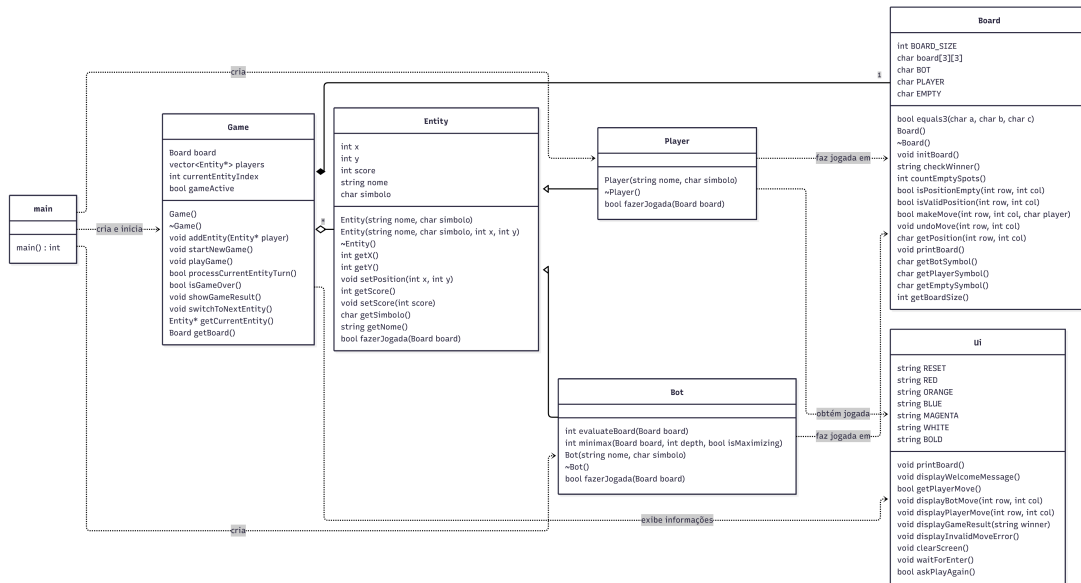 main
main() : int
cria
cria e inicia
cria
Game
Board board
vector<Entity*> players
int currentEntityIndex
bool gameActive
Game()
~Game()
void addEntity(Entity* player)
void startNewGame()
void playGame()
bool processCurrentEntityTurn()
bool isGameOver()
void showGameResult()
void switchToNextEntity()
Entity* getCurrentEntity()
Board getBoard()
*
Entity
int x
int y
int score
string nome
char simbolo
Entity(string nome, char simbolo)
Entity(string nome, char simbolo, int x, int y)
~Entity()
int getX()
int getY()
void setPosition(int x, int y)
int getScore()
void setScore(int score)
char getSimbolo()
string getNome()
bool fazerJogada(Board board)
Player
Player(string nome, char simbolo)
~Player()
bool fazerJogada(Board board)
Bot
int evaluateBoard(Board board)
int minimax(Board board, int depth, bool isMaximizing)
Bot(string nome, char simbolo)
~Bot()
bool fazerJogada(Board board)
exibe informações
faz jogada em
obtém jogada
faz jogada em
1
Board
int BOARD_SIZE
char board[3][3]
char BOT
char PLAYER
char EMPTY
bool equals3(char a, char b, char c)
Board()
~Board()
void initBoard()
string checkWinner()
int countEmptySpots()
bool isPositionEmpty(int row, int col)
bool isValidPosition(int row, int col)
bool makeMove(int row, int col, char player)
void undoMove(int row, int col)
char getPosition(int row, int col)
void printBoard()
char getBotSymbol()
char getPlayerSymbol()
char getEmptySymbol()
int getBoardSize()
Ui
string RESET
string RED
string ORANGE
string BLUE
string MAGENTA
string WHITE
string BOLD
void printBoard()
void displayWelcomeMessage()
bool getPlayerMove()
void displayBotMove(int row, int col)
void displayPlayerMove(int row, int col)
void displayGameResult(string winner)
void displayInvalidMoveError()
void clearScreen()
void waitForEnter()
bool askPlayAgain()